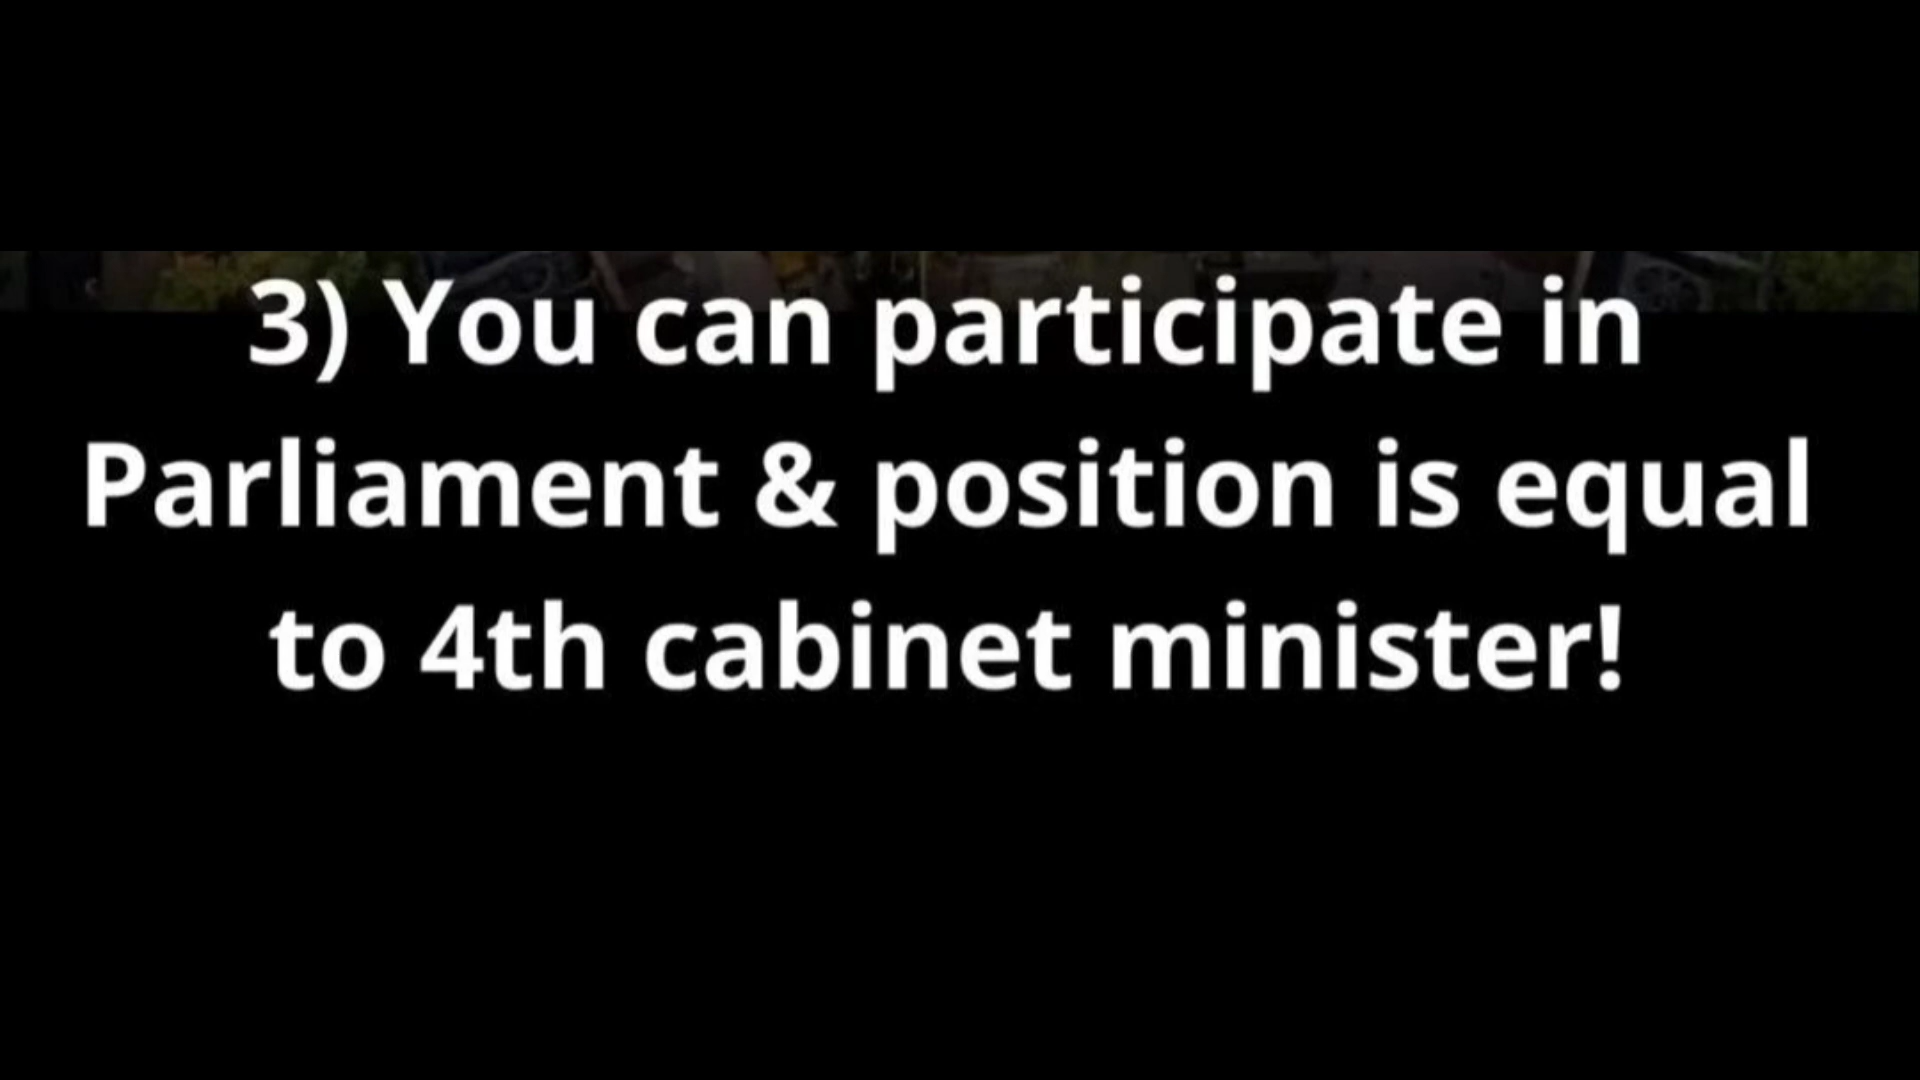 3) You can participate in
Parliament & position is equal
to 4th cabinet minister!